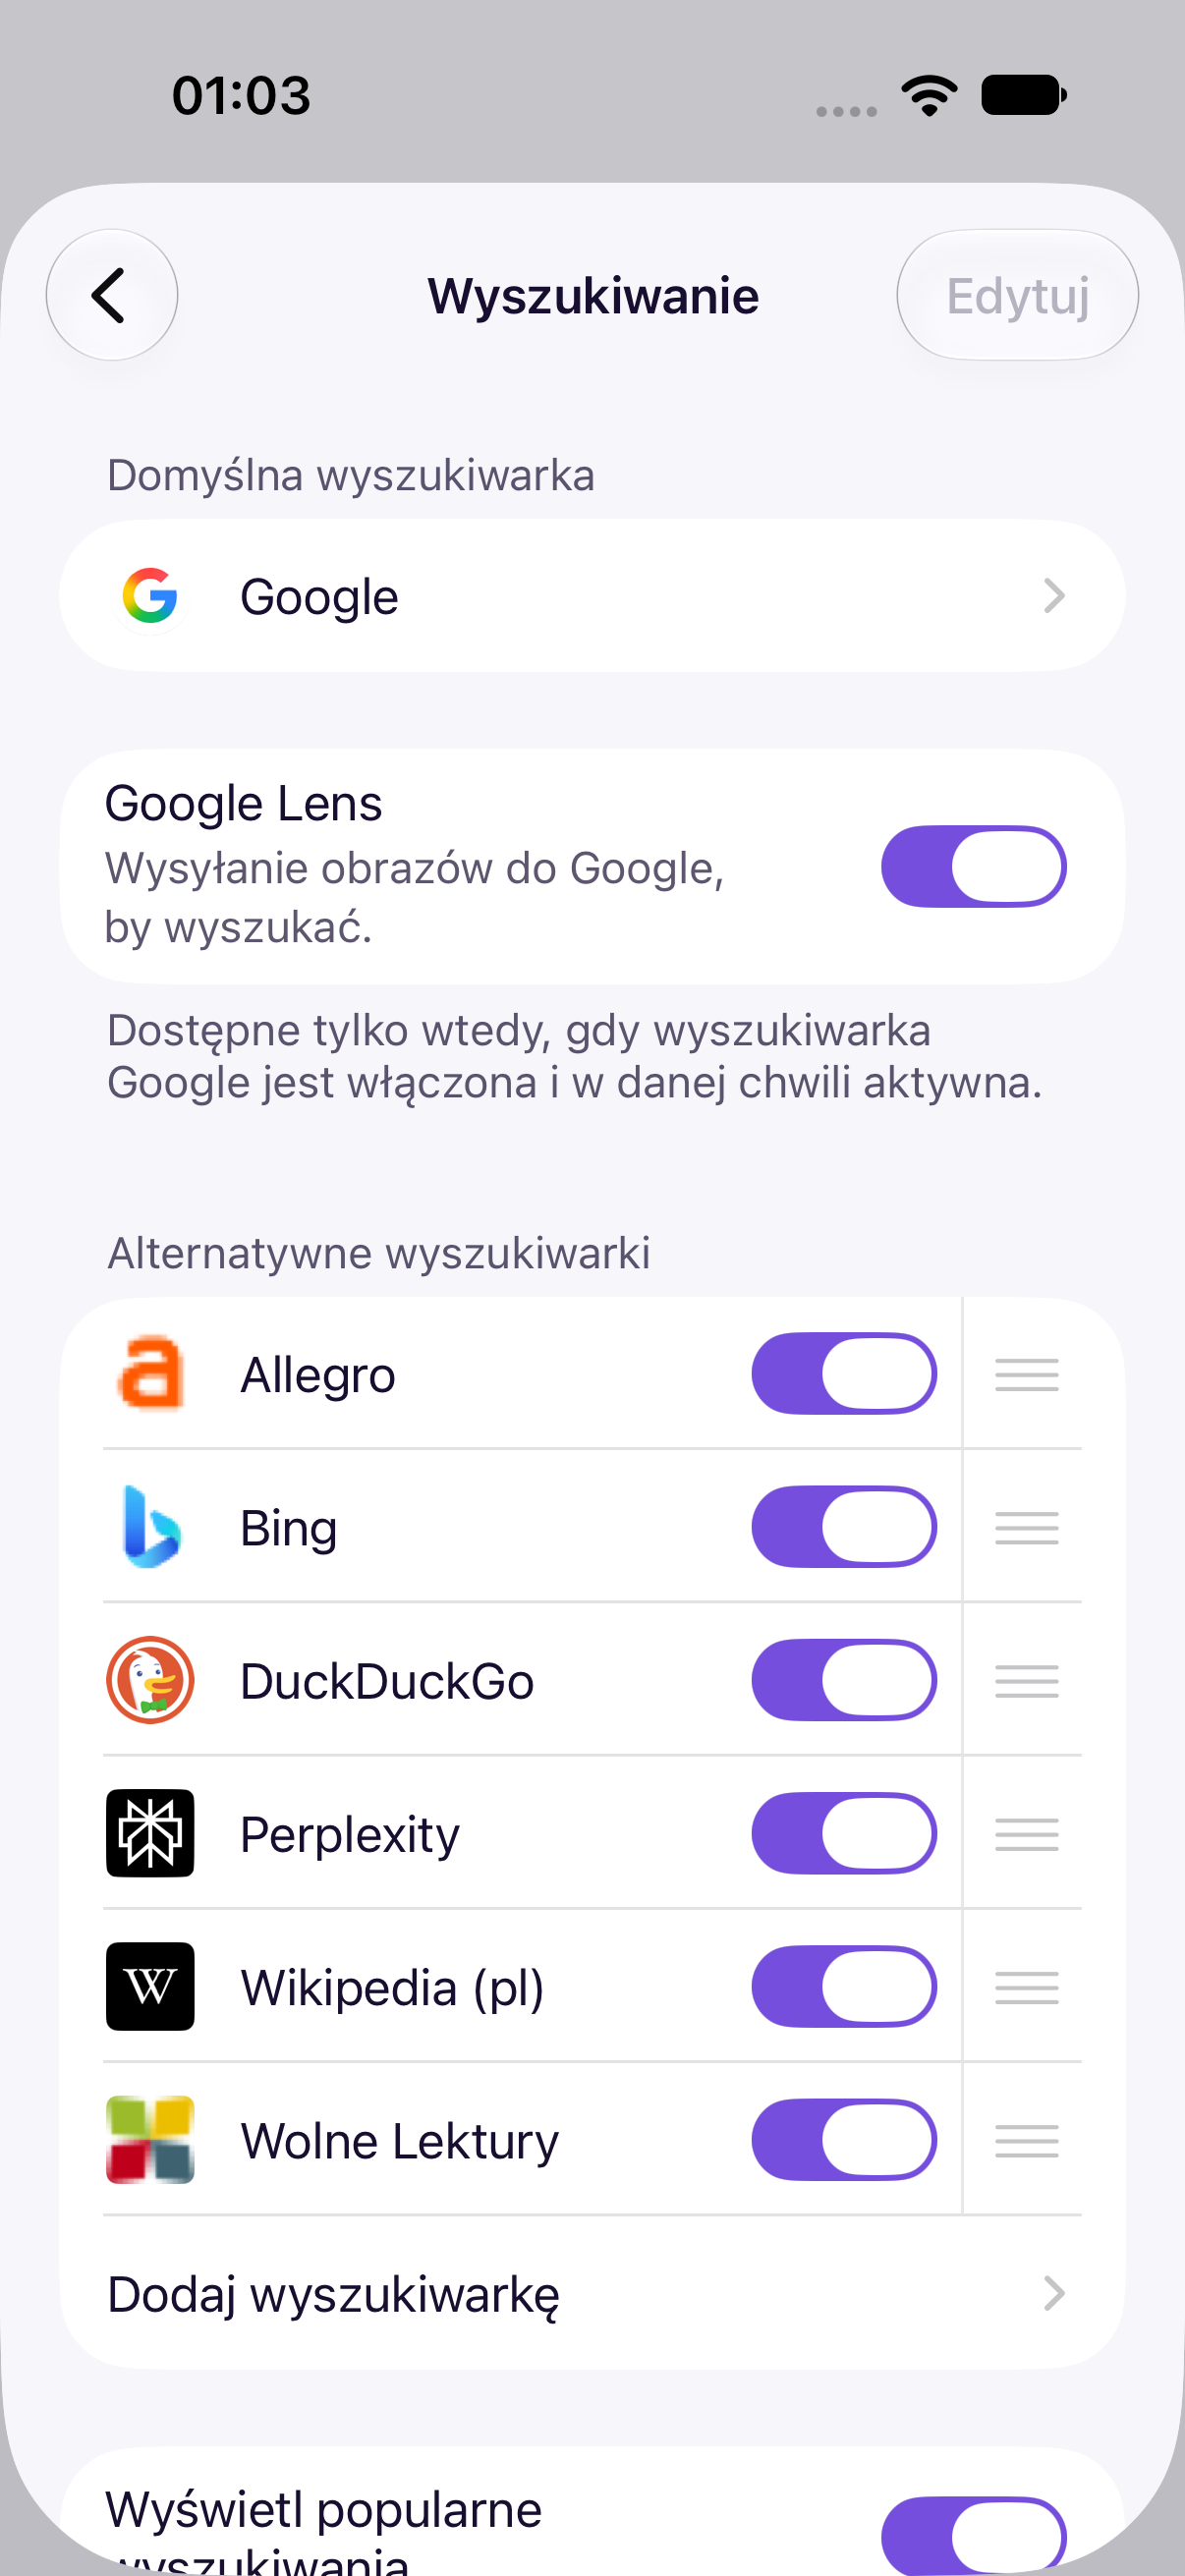 01:03
Wyszukiwanie
Edytuj
Domyślna wyszukiwarka
Google
Google Lens
Wysyłanie obrazów do Google,
by wyszukać.
Dostępne tylko wtedy, gdy wyszukiwarka
Google jest włączona i w danej chwili aktywna.
Alternatywne wyszukiwarki
Allegro
Bing
DuckDuckGo
Perplexity
Wikipedia (pl)
Wolne Lektury
Dodaj wyszukiwarkę
Wyświetl popularne
wyszukiwania